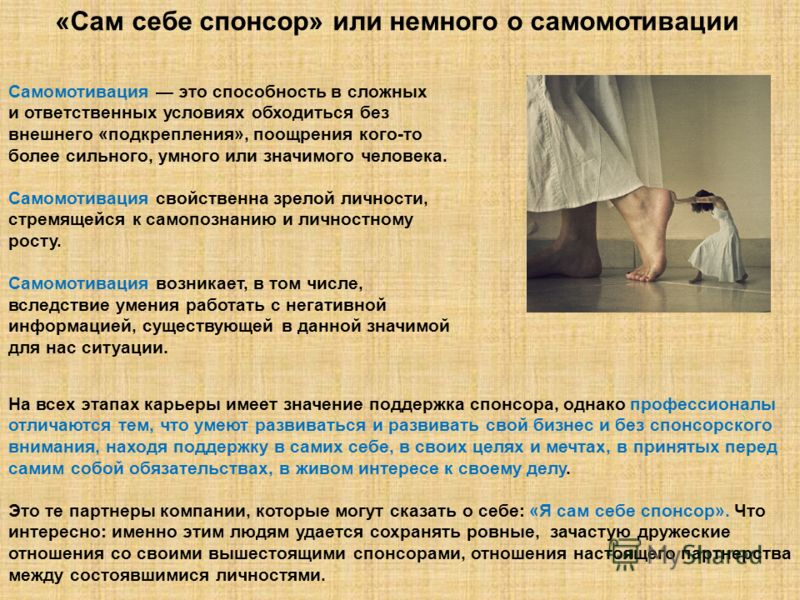 «Сам себе спонсор» или немного о самомотивации
Самомотивация — это способность в сложных
и ответственных условиях обходиться без
внешнего «подкрепления», поощрения кого-то
более сильного, умного или значимого человека.
Самомотивация свойственна зрелой личности,
стремящейся к самопознанию и личностному
росту.
Самомотивация возникает, в том числе,
вследствие умения работать с негативной
информацией, существующей в данной значимой
для нас ситуации.
На всех этапах карьеры имеет значение поддержка спонсора, однако профессионалы
отличаются тем, что умеют развиваться и развивать свой бизнес и без спонсорского
внимания, находя поддержку в самих себе, в своих целях и мечтах, в принятых перед
самим собой обязательствах, в живом интересе к своему делу.
Это те партнеры компании, которые могут сказать о себе: «Я сам себе спонсор». Что
интересно: именно этим людям удается сохранять ровные, зачастую дружеские
отношения со своими вышестоящими спонсорами, отношения настоящего партнерства
между состоявшимися личностями.
MyShared